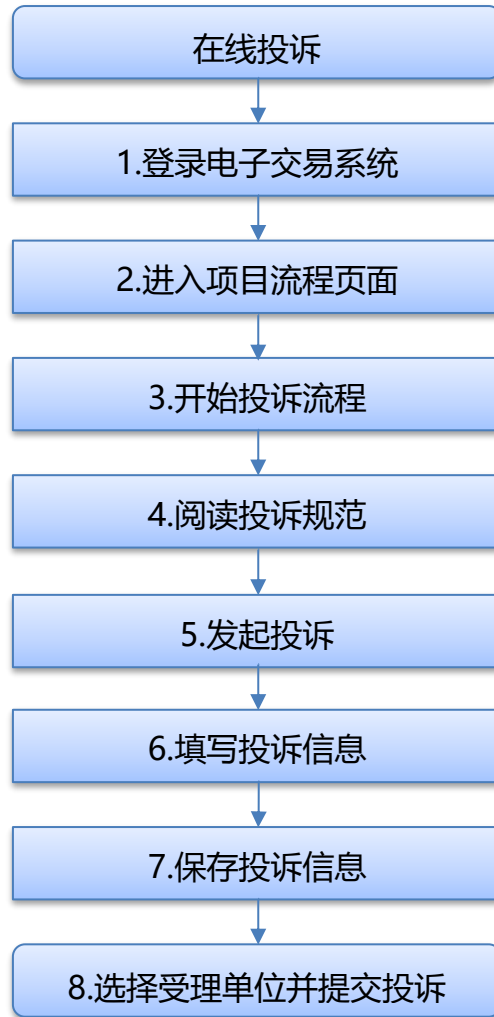 在线投诉
1.登录电子交易系统
2.进入项目流程页面
3.开始投诉流程
4.阅读投诉规范
5.发起投诉
6.填写投诉信息
7.保存投诉信息
8.选择受理单位并提交投诉